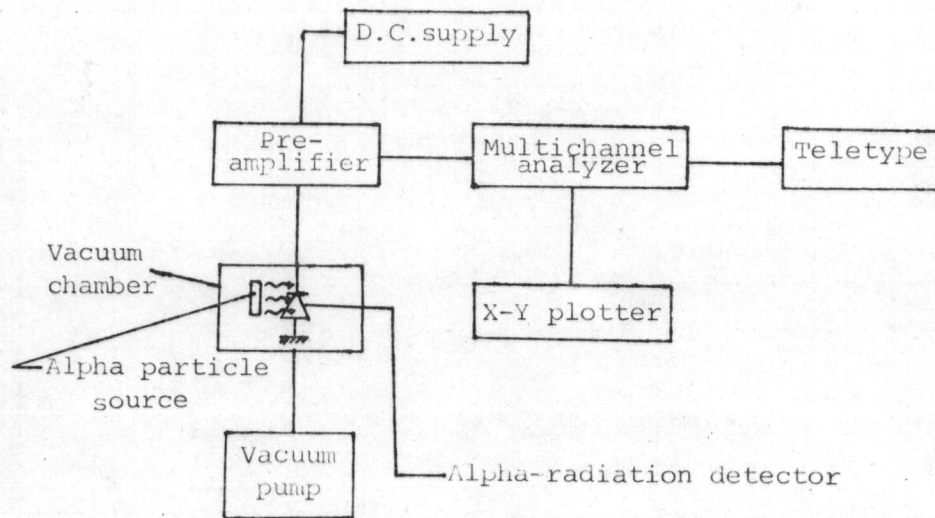 D.C.supply
Pre-
amplifier
Multichannel
analyzer
Teletype
Vacuum
chamber
X-Y plotter
Alpha particle
source
Vacuum
pump
Alpha-radiation detector